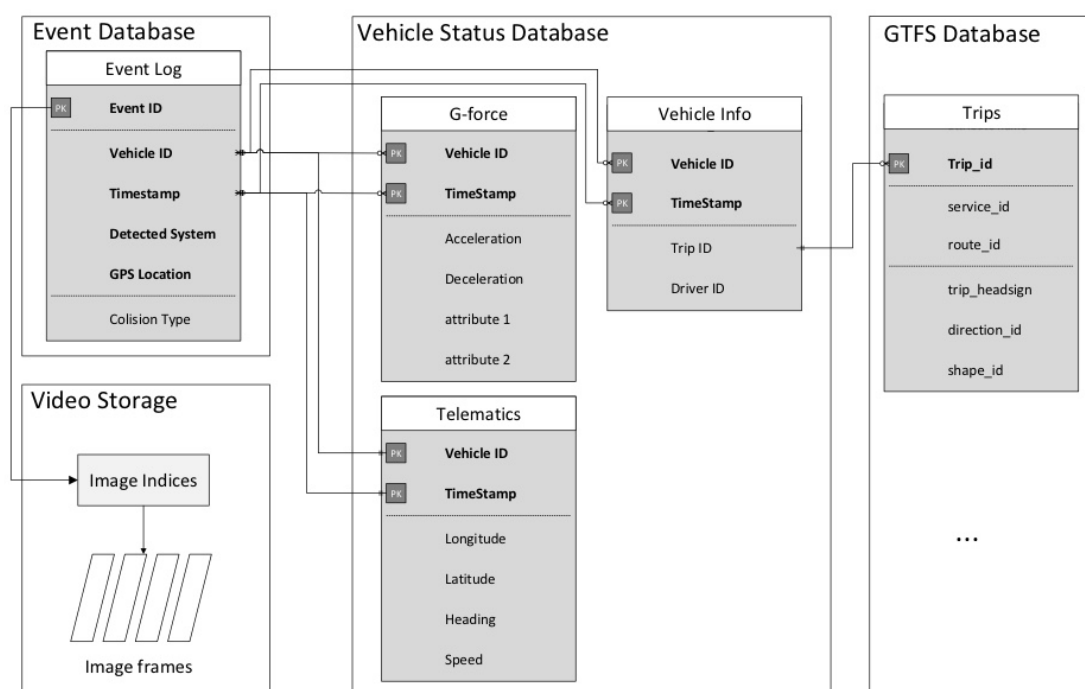 Event Database
Event Log
PK
Event ID
Vehicle ID
Timestamp
Detected System
GPS Location
Colision Type
Video Storage
Image Indices
Image frames
Vehicle Status Database
G-force
PK
Vehicle ID
PK
TimeStamp
Acceleration
Deceleration
attribute 1
attribute 2
Telematics
PK
Vehicle ID
PK
TimeStamp
Longitude
Latitude
Heading
Speed
Vehicle Info
PK
Vehicle ID
PK
TimeStamp
Trip ID
Driver ID
GTFS Database
Trips
PK
Trip_id
service_id
route_id
trip_headsign
direction_id
shape_id
...